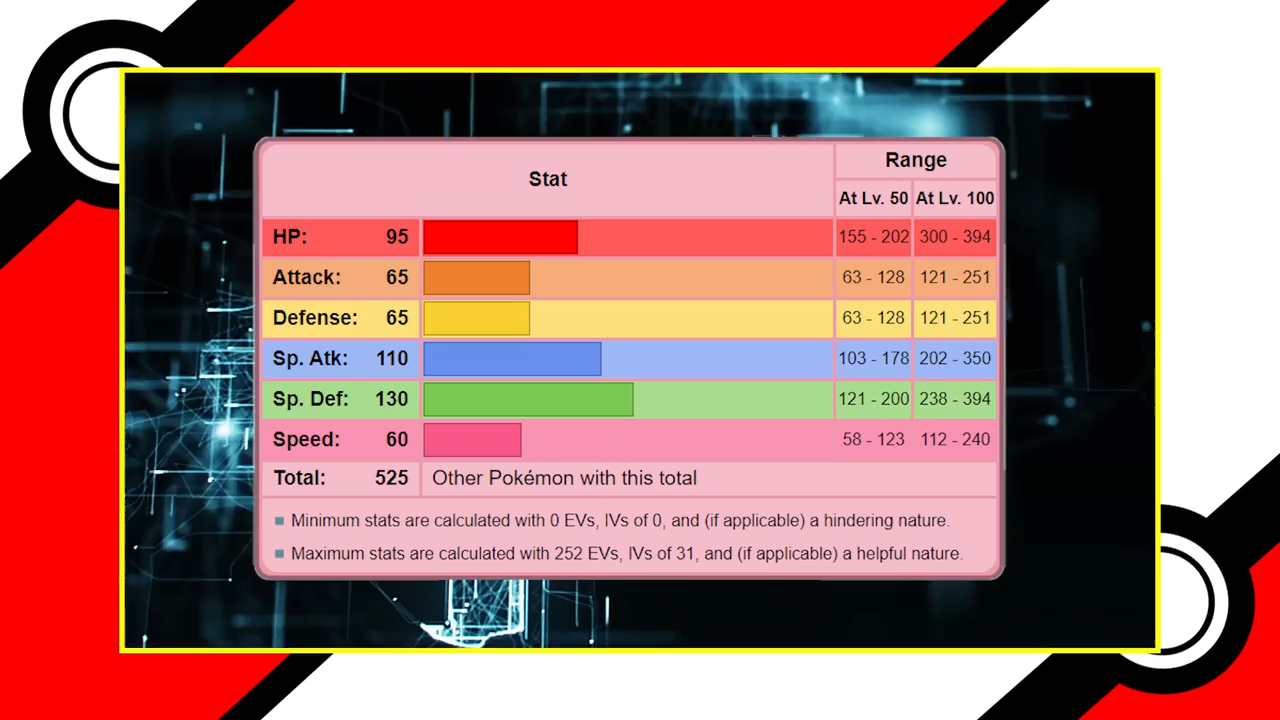 Stat Range
At Lv. 50 At Lv. 100
HP: 95 155 - 202 300 - 394
Attack: 65 63 - 128 121 - 251
Defense: 65 63 - 128 121 - 251
Sp. Atk: 110 103 - 178 202 - 350
Sp. Def: 130 121 - 200 238 - 394
Speed: 60 58 - 123 112 - 240
Total: 525 Other Pokémon with this total
Minimum stats are calculated with 0 EVs, IVs of 0, and (if applicable) a hindering nature.
Maximum stats are calculated with 252 EVs, IVs of 31, and (if applicable) a helpful nature.